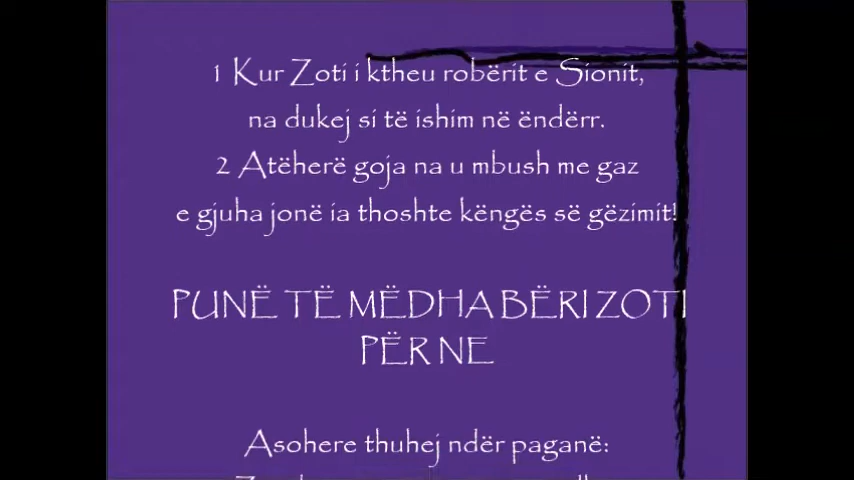 1 Kur Zoti i ktheu robërit e Sionit,
na dukej si të ishim në ëndërr.
2 Atëherë goja na u mbush me gaz
e gjuha jonë ia thoshte këngës së gëzimit!
PUNË TË MËDHA BËRI ZOTI
PËR NE
Asohere thuhej ndër paganë: